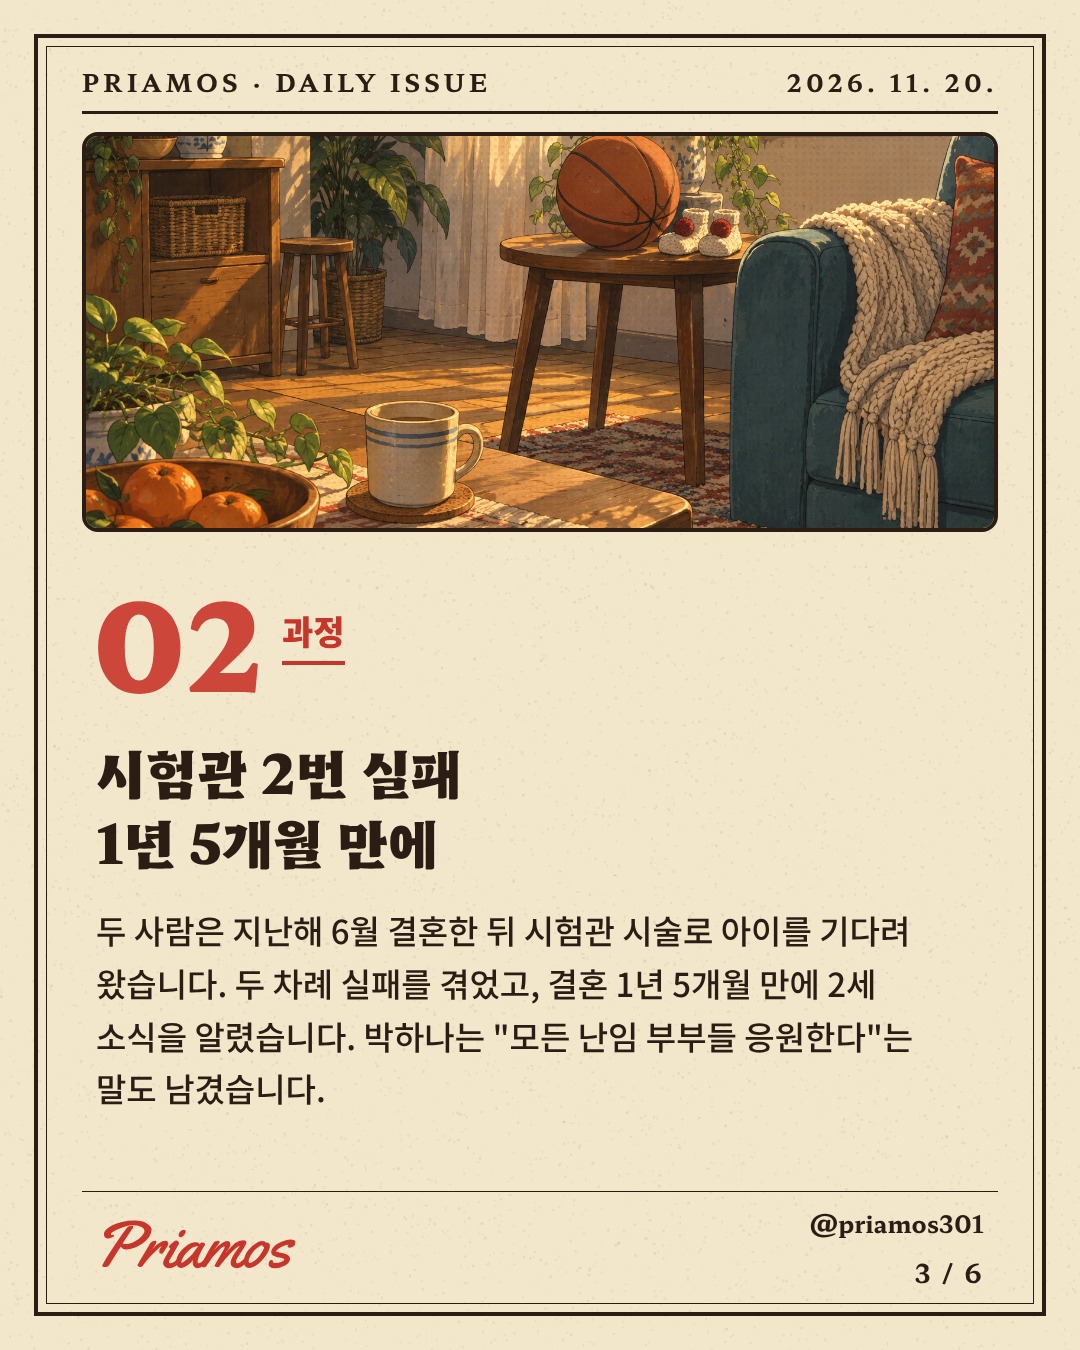 PRIAMOS · DAILY ISSUE
2026. 11. 20.
02
과정
시험관 2번 실패
1년 5개월 만에
두 사람은 지난해 6월 결혼한 뒤 시험관 시술로 아이를 기다려
왔습니다. 두 차례 실패를 겪었고, 결혼 1년 5개월 만에 2세
소식을 알렸습니다. 박하나는 "모든 난임 부부들 응원한다"는
말도 남겼습니다.
Priamos
@priamos301
3 / 6